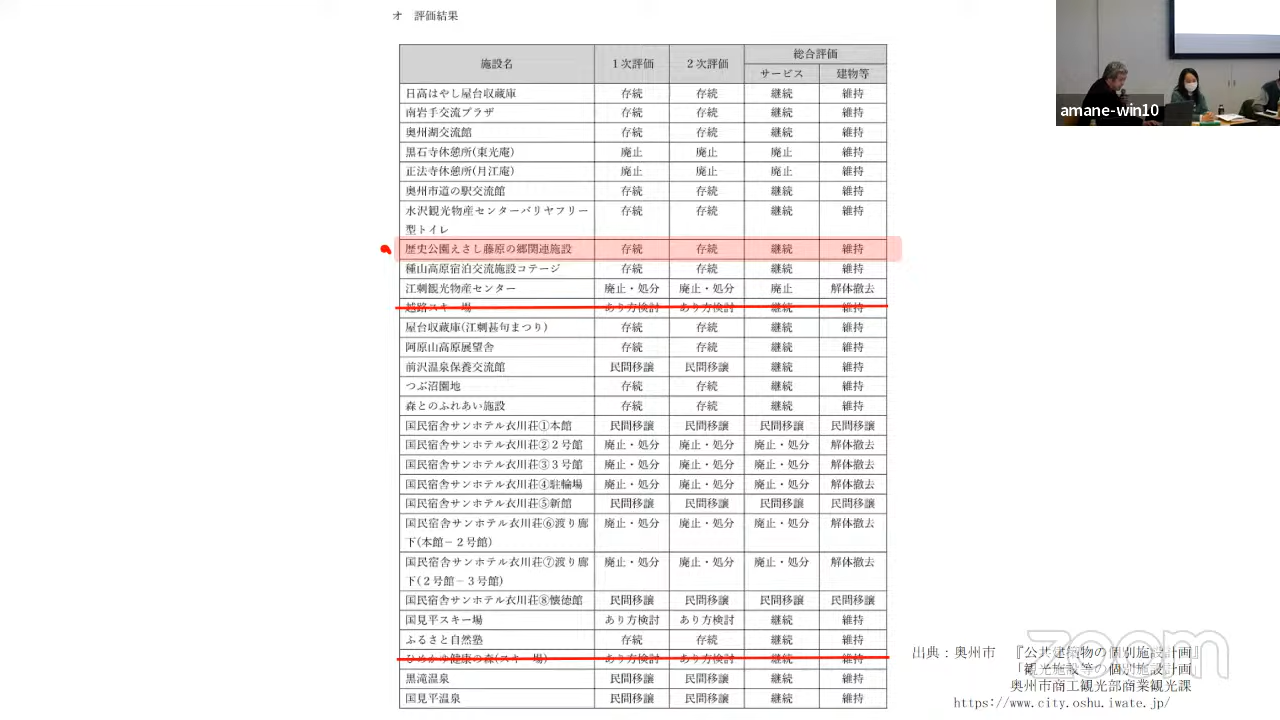 オ 評価結果
施設名 1次評価 2次評価 総合評価
サービス 建物等
日高はやし屋台収蔵庫 存続 存続 継続 維持
南岩手交流プラザ 存続 存続 継続 維持
奥州湖交流館 存続 存続 継続 維持
黒石寺休憩所(東光庵) 廃止 廃止 廃止 維持
正法寺休憩所(月江庵) 廃止 廃止 廃止 維持
奥州市道の駅交流館 存続 存続 継続 維持
水沢観光物産センターバリヤフリー 存続 存続 継続 維持
型トイレ
歴史公園えさし藤原の郷関連施設 存続 存続 継続 維持
種山高原宿泊交流施設コテージ 存続 存続 継続 維持
江刺観光物産センター 廃止・処分 廃止・処分 廃止 解体撤去
越路スキー場 あり方検討 あり方検討 継続 維持
屋台収蔵庫(江刺甚句まつり) 存続 存続 継続 維持
阿原山高原展望舎 存続 存続 継続 維持
前沢温泉保養交流館 民間移譲 民間移譲 継続 維持
つぶ沼園地 存続 存続 継続 維持
森とのふれあい施設 存続 存続 継続 維持
国民宿舎サンホテル衣川荘①本館 民間移譲 民間移譲 民間移譲 民間移譲
国民宿舎サンホテル衣川荘②2号館 廃止・処分 廃止・処分 廃止・処分 解体撤去
国民宿舎サンホテル衣川荘③3号館 廃止・処分 廃止・処分 廃止・処分 解体撤去
国民宿舎サンホテル衣川荘④駐輪場 廃止・処分 廃止・処分 廃止・処分 解体撤去
国民宿舎サンホテル衣川荘⑤新館 民間移譲 民間移譲 民間移譲 民間移譲
国民宿舎サンホテル衣川荘⑥渡り廊 廃止・処分 廃止・処分 廃止・処分 解体撤去
下(本館－2号館)
国民宿舎サンホテル衣川荘⑦渡り廊 廃止・処分 廃止・処分 廃止・処分 解体撤去
下(2号館－3号館)
国民宿舎サンホテル衣川荘⑧懐徳館 民間移譲 民間移譲 民間移譲 民間移譲
国見平スキー場 あり方検討 あり方検討 継続 維持
ふるさと自然塾 存続 存続 継続 維持
ひめかゆ健康の森(スキー場) あり方検討 あり方検討 継続 維持
黒滝温泉 民間移譲 民間移譲 継続 維持
国見平温泉 民間移譲 民間移譲 継続 維持
出典：奥州市 『公共建築物の個別施設計画』
「観光施設等の個別施設計画」
奥州市商工観光部商業観光課
https://www.city.oshu.iwate.jp/
amane-win10
zoom